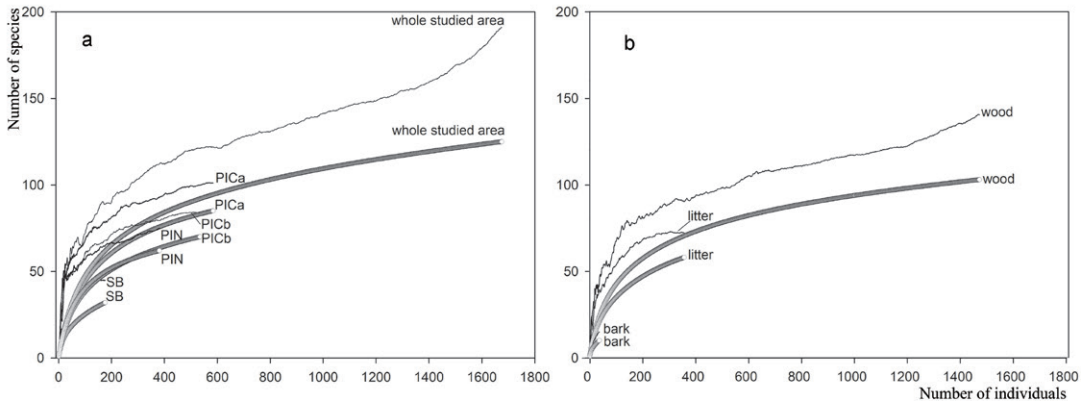 Number of species
200
150
100
50
0
a
whole studied area
whole studied area
PICa
PICa
PICb
PIN
PICb
PIN
SB
SB
0 200 400 600 800 1000 1200 1400 1600 1800
200
150
100
50
0
b
wood
wood
litter
litter
bark
bark
0 200 400 600 800 1000 1200 1400 1600 1800
Number of individuals